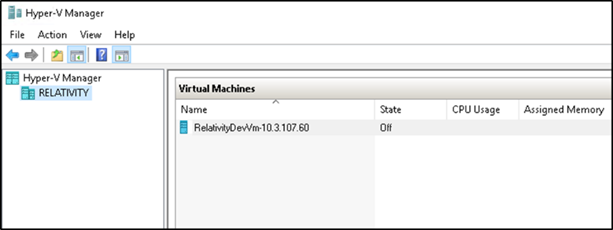 Hyper-V Manager
File Action View Help
Hyper-V Manager
RELATIVITY
Virtual Machines
Name State CPU Usage Assigned Memory
RelativityDevVm-10.3.107.60 Off